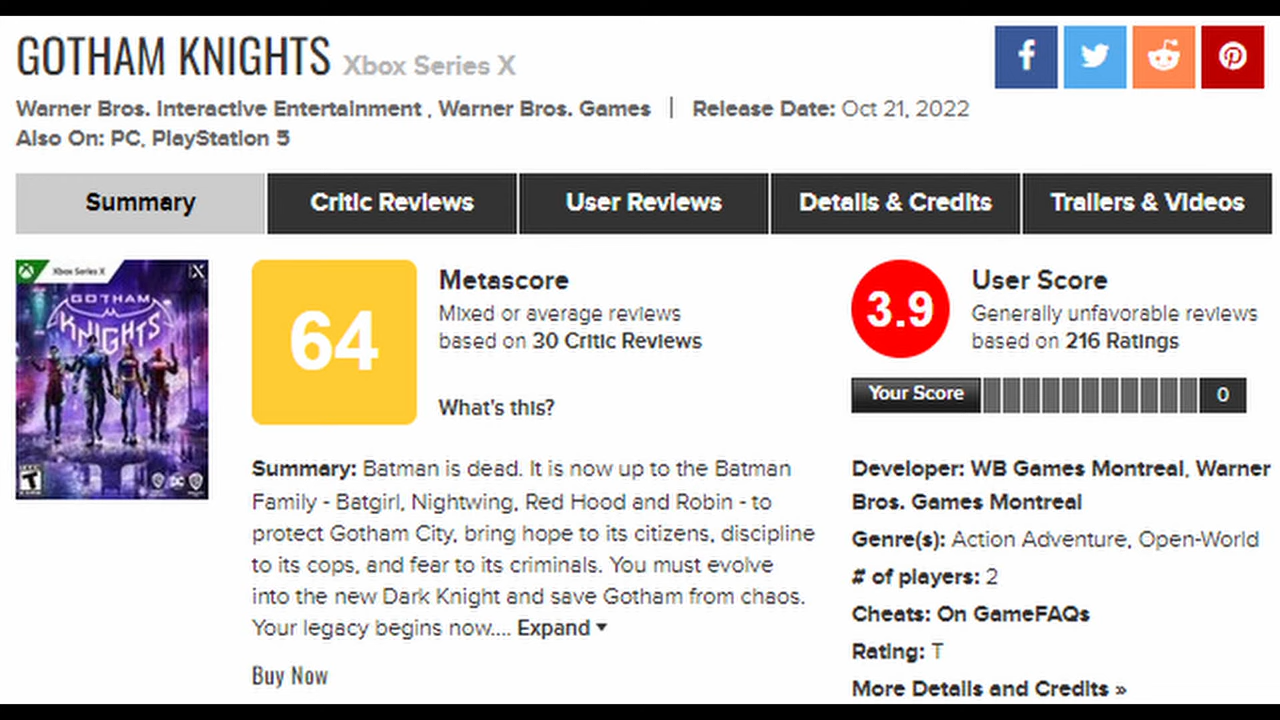 GOTHAM KNIGHTS Xbox Series X
Warner Bros. Interactive Entertainment , Warner Bros. Games | Release Date: Oct 21, 2022
Also On: PC, PlayStation 5
Summary
Critic Reviews
User Reviews
Details & Credits
Trailers & Videos
Xbox Series X
GOTHAM
KNIGHTS
T
64
Metascore
Mixed or average reviews
based on 30 Critic Reviews
What's this?
3.9
User Score
Generally unfavorable reviews
based on 216 Ratings
Your Score
0
Summary: Batman is dead. It is now up to the Batman
Family - Batgirl, Nightwing, Red Hood and Robin - to
protect Gotham City, bring hope to its citizens, discipline
to its cops, and fear to its criminals. You must evolve
into the new Dark Knight and save Gotham from chaos.
Your legacy begins now.... Expand
Buy Now
Developer: WB Games Montreal, Warner
Bros. Games Montreal
Genre(s): Action Adventure, Open-World
# of players: 2
Cheats: On GameFAQs
Rating: T
More Details and Credits »